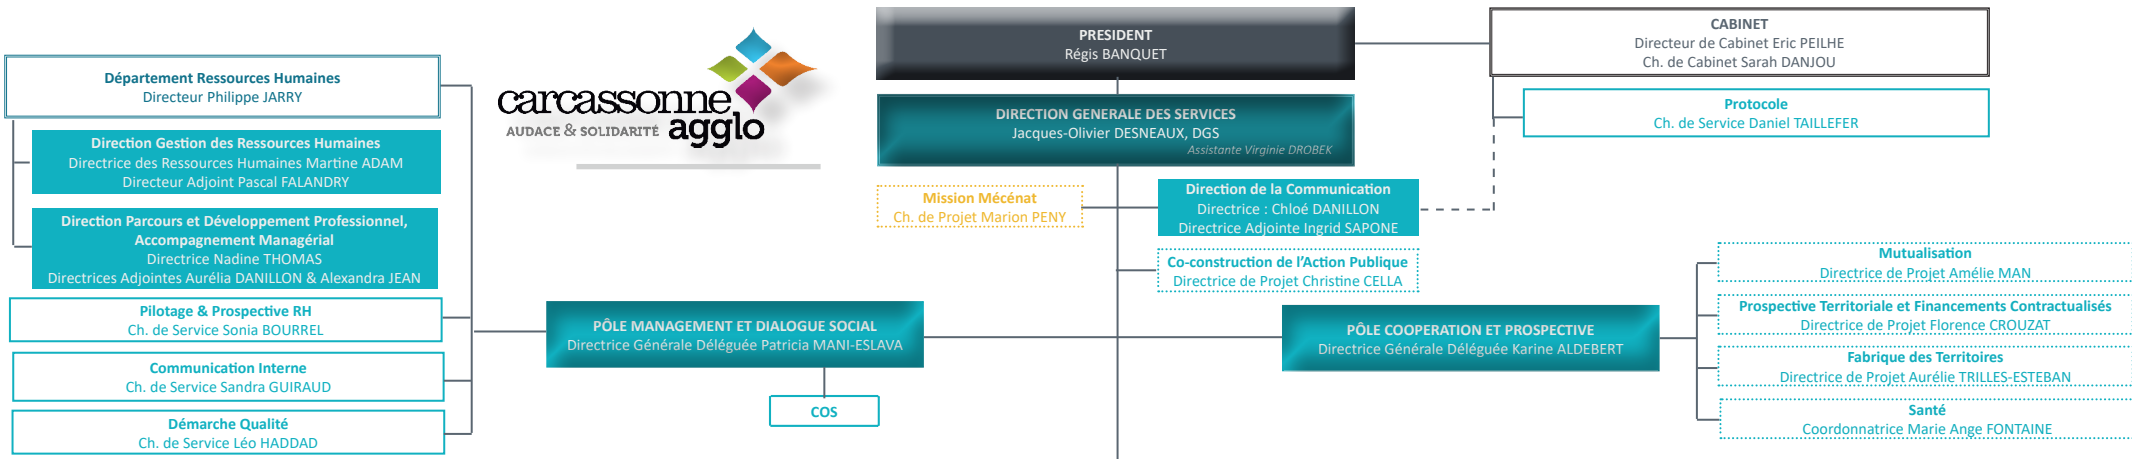 PRESIDENT
Régis BANQUET
CABINET
Directeur de Cabinet Eric PEILHE
Ch. de Cabinet Sarah DANJOU
Protocole
Ch. de Service Daniel TAILLEFER
carcassonne
AUDACE & SOLIDARITÉ agglo
DIRECTION GENERALE DES SERVICES
Jacques-Olivier DESNEAUX, DGS
Assistante Virginie DROBEK
Mission Mécénat
Ch. de Projet Marion PENY
Direction de la Communication
Directrice : Chloé DANILLON
Directrice Adjointe Ingrid SAPONE
Co-construction de l'Action Publique
Directrice de Projet Christine CELLA
Département Ressources Humaines
Directeur Philippe JARRY
Direction Gestion des Ressources Humaines
Directrice des Ressources Humaines Martine ADAM
Directeur Adjoint Pascal FALANDRY
Direction Parcours et Développement Professionnel,
Accompagnement Managérial
Directrice Nadine THOMAS
Directrices Adjointes Aurélia DANILLON & Alexandra JEAN
Pilotage & Prospective RH
Ch. de Service Sonia BOURREL
Communication Interne
Ch. de Service Sandra GUIRAUD
Démarche Qualité
Ch. de Service Léo HADDAD
PÔLE MANAGEMENT ET DIALOGUE SOCIAL
Directrice Générale Déléguée Patricia MANI-ESLAVA
COS
PÔLE COOPERATION ET PROSPECTIVE
Directrice Générale Déléguée Karine ALDEBERT
Mutualisation
Directrice de Projet Amélie MAN
Prospective Territoriale et Financements Contractualisés
Directrice de Projet Florence CROUZAT
Fabrique des Territoires
Directrice de Projet Aurélie TRILLES-ESTEBAN
Santé
Coordonnatrice Marie Ange FONTAINE